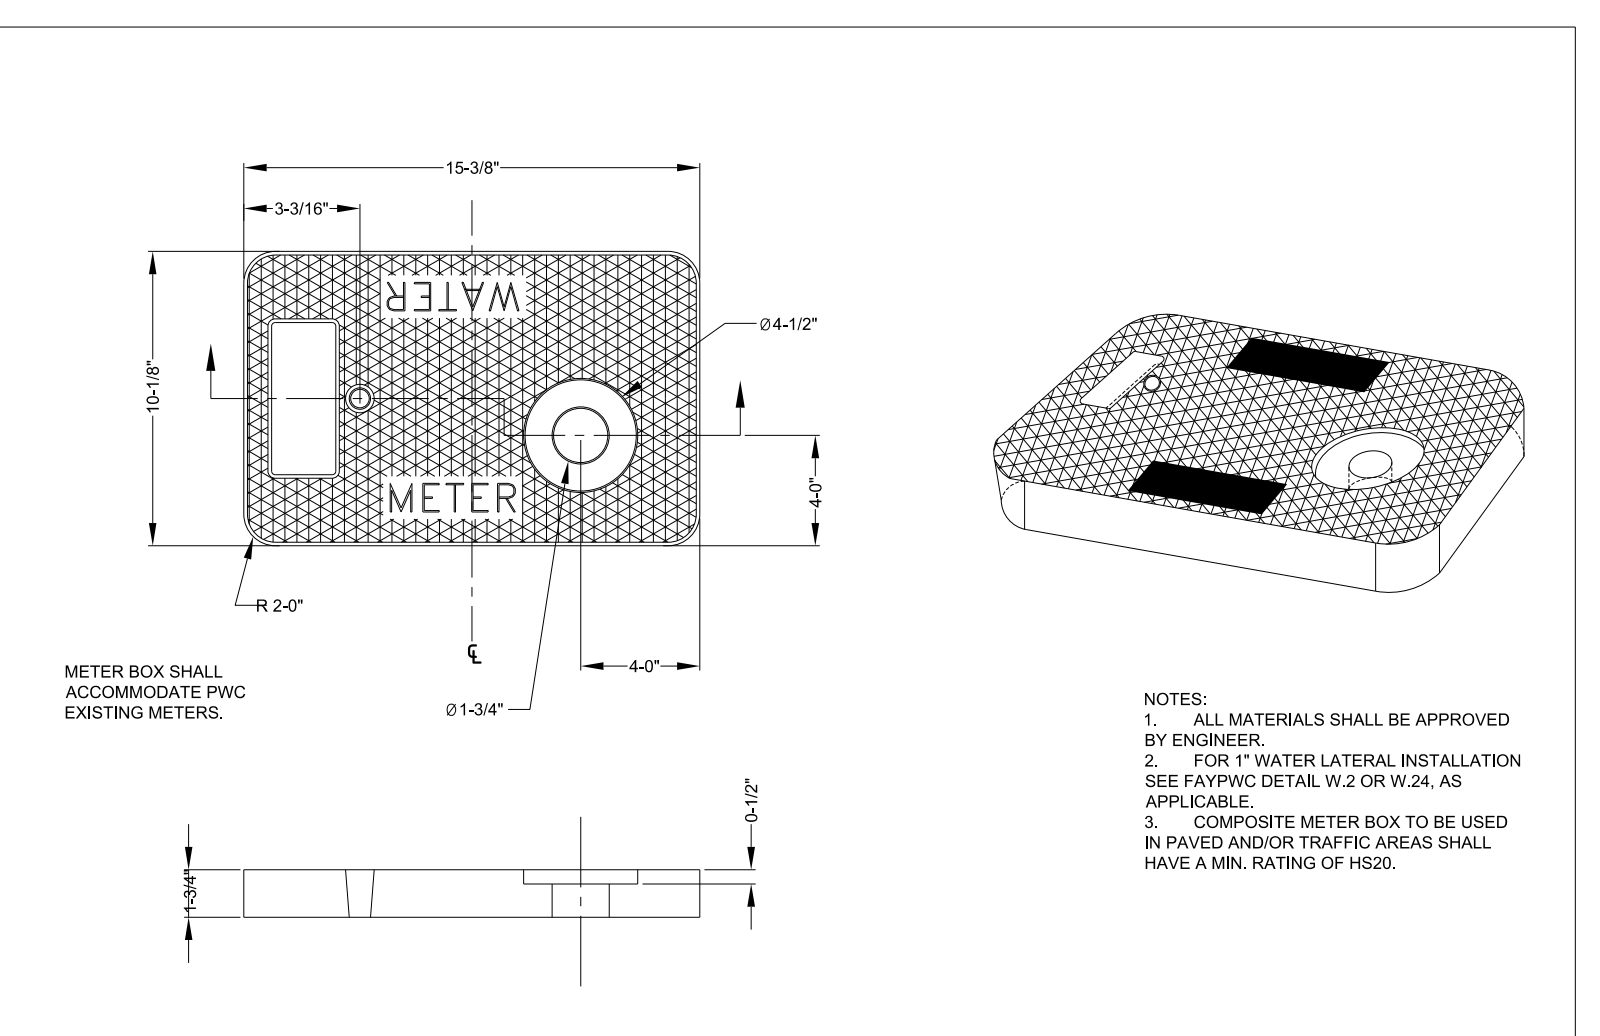 15-3/8"
3-3/16"
WATER
Ø4-1/2"
10-1/8"
4-0"
METER
R 2-0"
℄
4-0"
METER BOX SHALL
ACCOMMODATE PWC
EXISTING METERS.
Ø1-3/4"
NOTES:
1. ALL MATERIALS SHALL BE APPROVED
BY ENGINEER.
2. FOR 1" WATER LATERAL INSTALLATION
SEE FAYPWC DETAIL W.2 OR W.24, AS
APPLICABLE.
3. COMPOSITE METER BOX TO BE USED
IN PAVED AND/OR TRAFFIC AREAS SHALL
HAVE A MIN. RATING OF HS20.
0-1/2"
1-3/4"